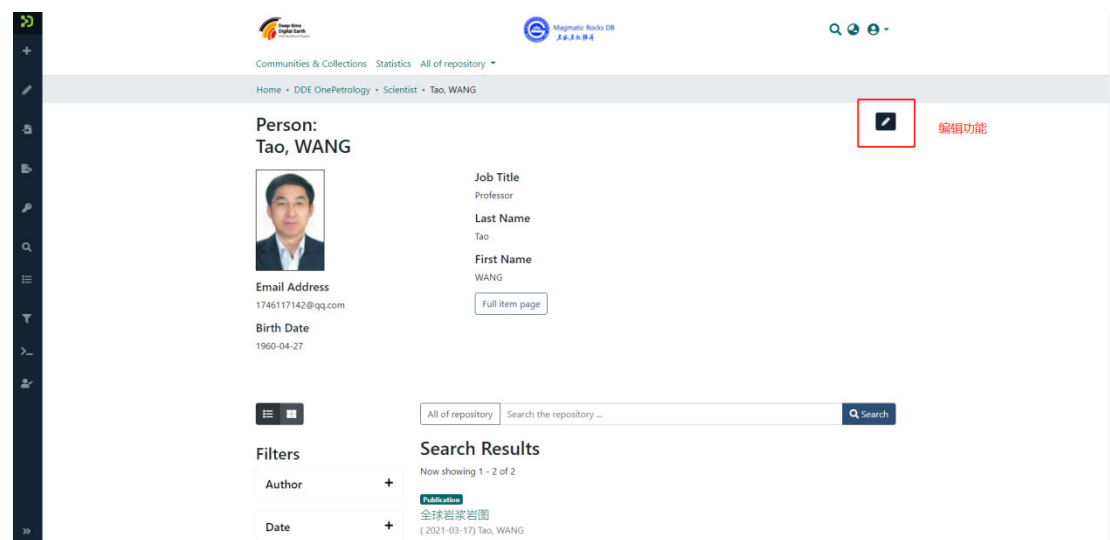 Deep-time
Digital Earth
Magmatic Rocks DB
Communities & Collections Statistics All of repository
Home • DDE OnePetrology • Scientist • Tao, WANG
Person:
Tao, WANG
编辑功能
Job Title
Professor
Last Name
Tao
First Name
WANG
Full item page
Email Address
1746117142@qq.com
Birth Date
1960-04-27
All of repository Search the repository ... Search
Filters
Search Results
Now showing 1 - 2 of 2
Author +
Publication
全球岩浆岩图
( 2021-03-17) Tao, WANG
Date +